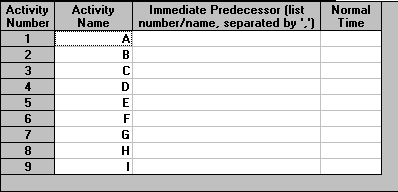 Activity Number Activity Name Immediate Predecessor (list number/name, separated by ',') Normal Time
1 A
2 B
3 C
4 D
5 E
6 F
7 G
8 H
9 I